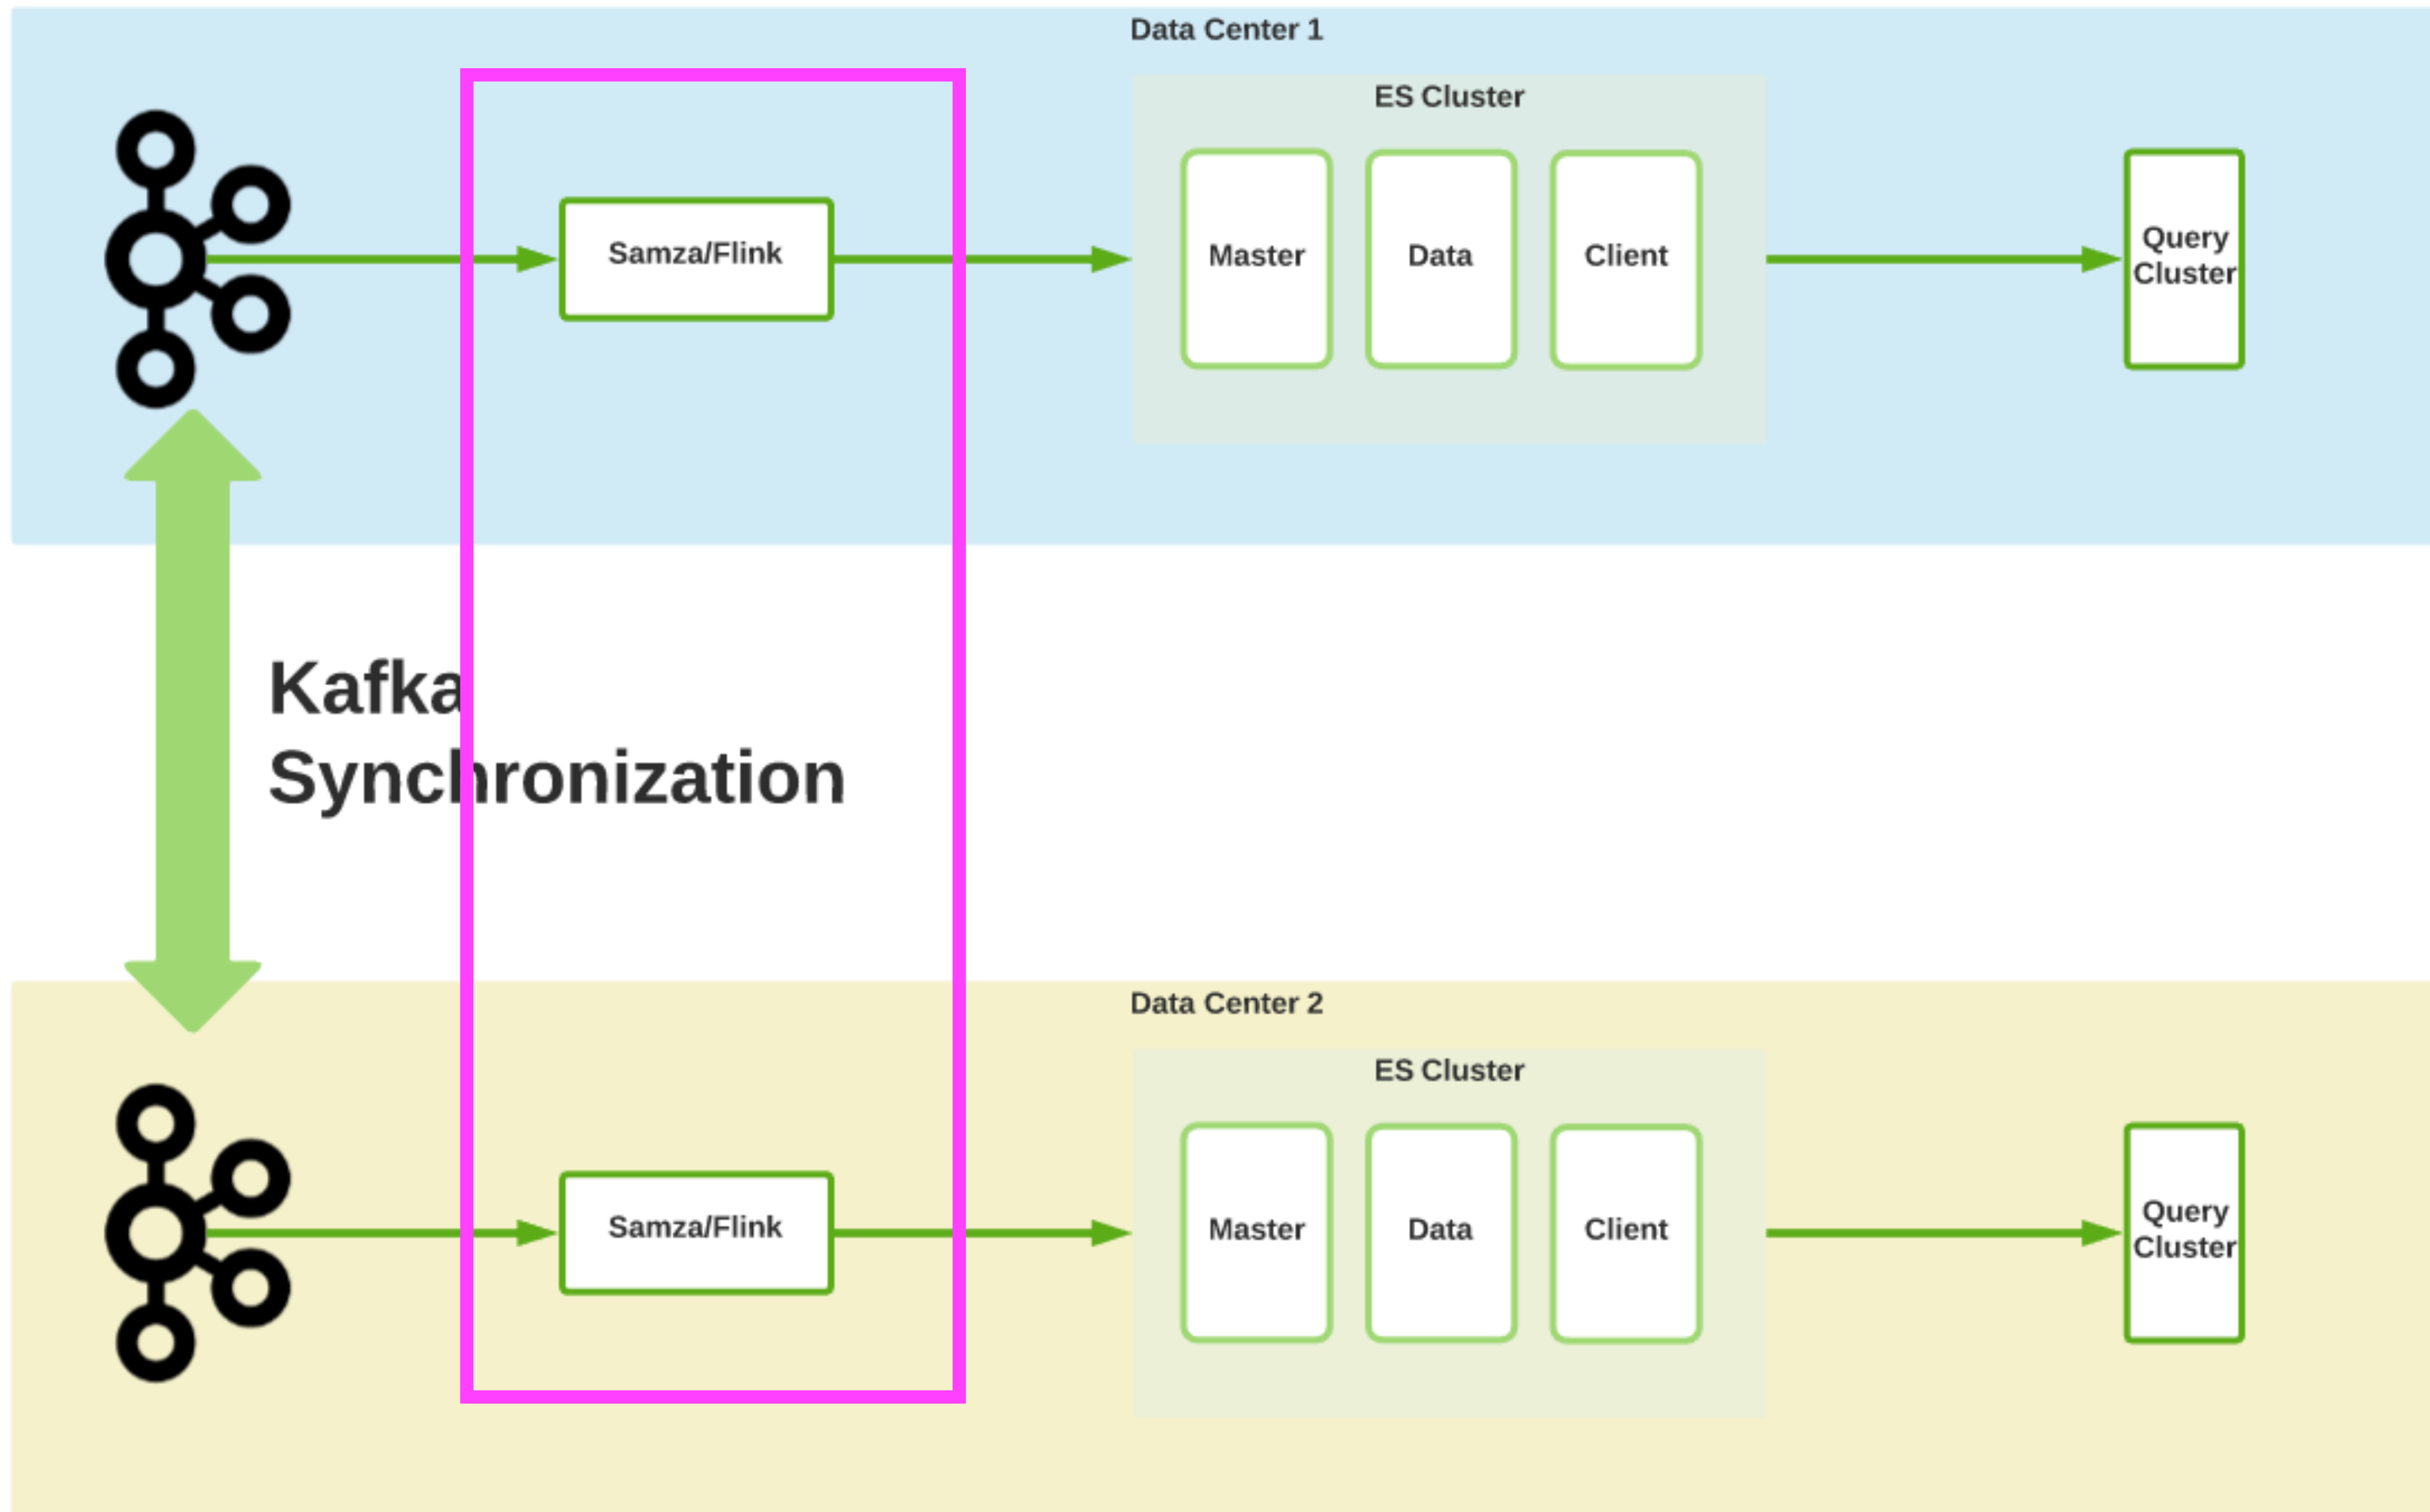 Data Center 1
ES Cluster
Samza/Flink
Master
Data
Client
Query
Cluster
Kafka
Synchronization
Data Center 2
ES Cluster
Samza/Flink
Master
Data
Client
Query
Cluster